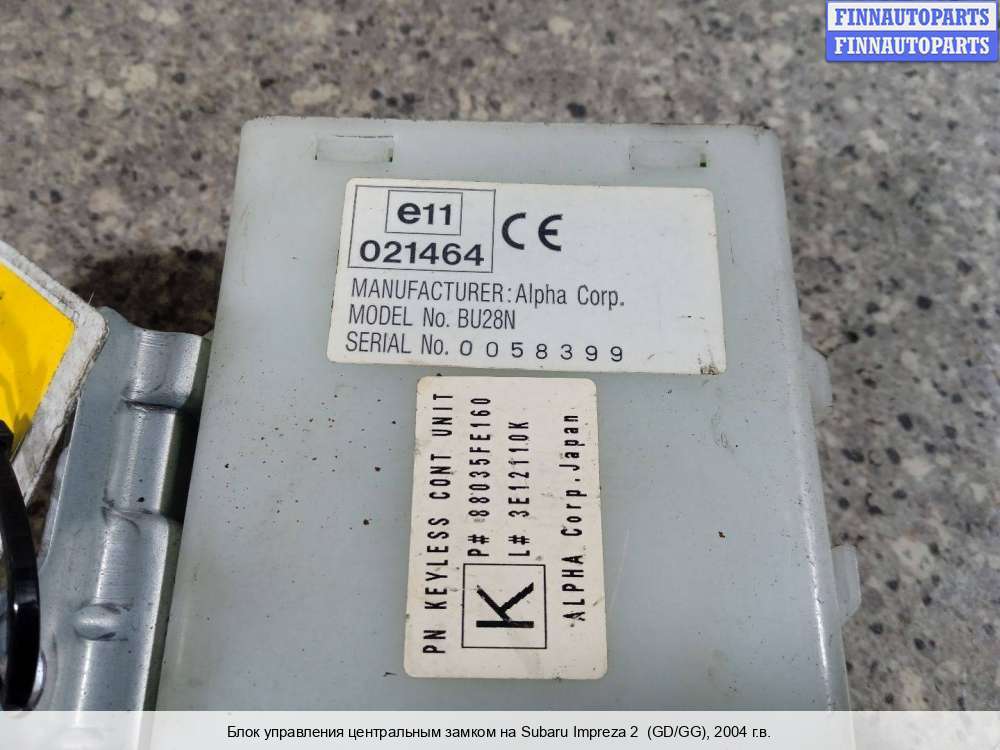 FINNAUTOPARTS
FINNAUTOPARTS
e11
021464
CE
MANUFACTURER: Alpha Corp.
MODEL No. BU28N
SERIAL No. 0058399
PN KEYLESS CONT UNIT
P# 88035FE160
L# 3E12110K
K
ALPHA Corp. Japan
Блок управления центральным замком на Subaru Impreza 2 (GD/GG), 2004 г.в.